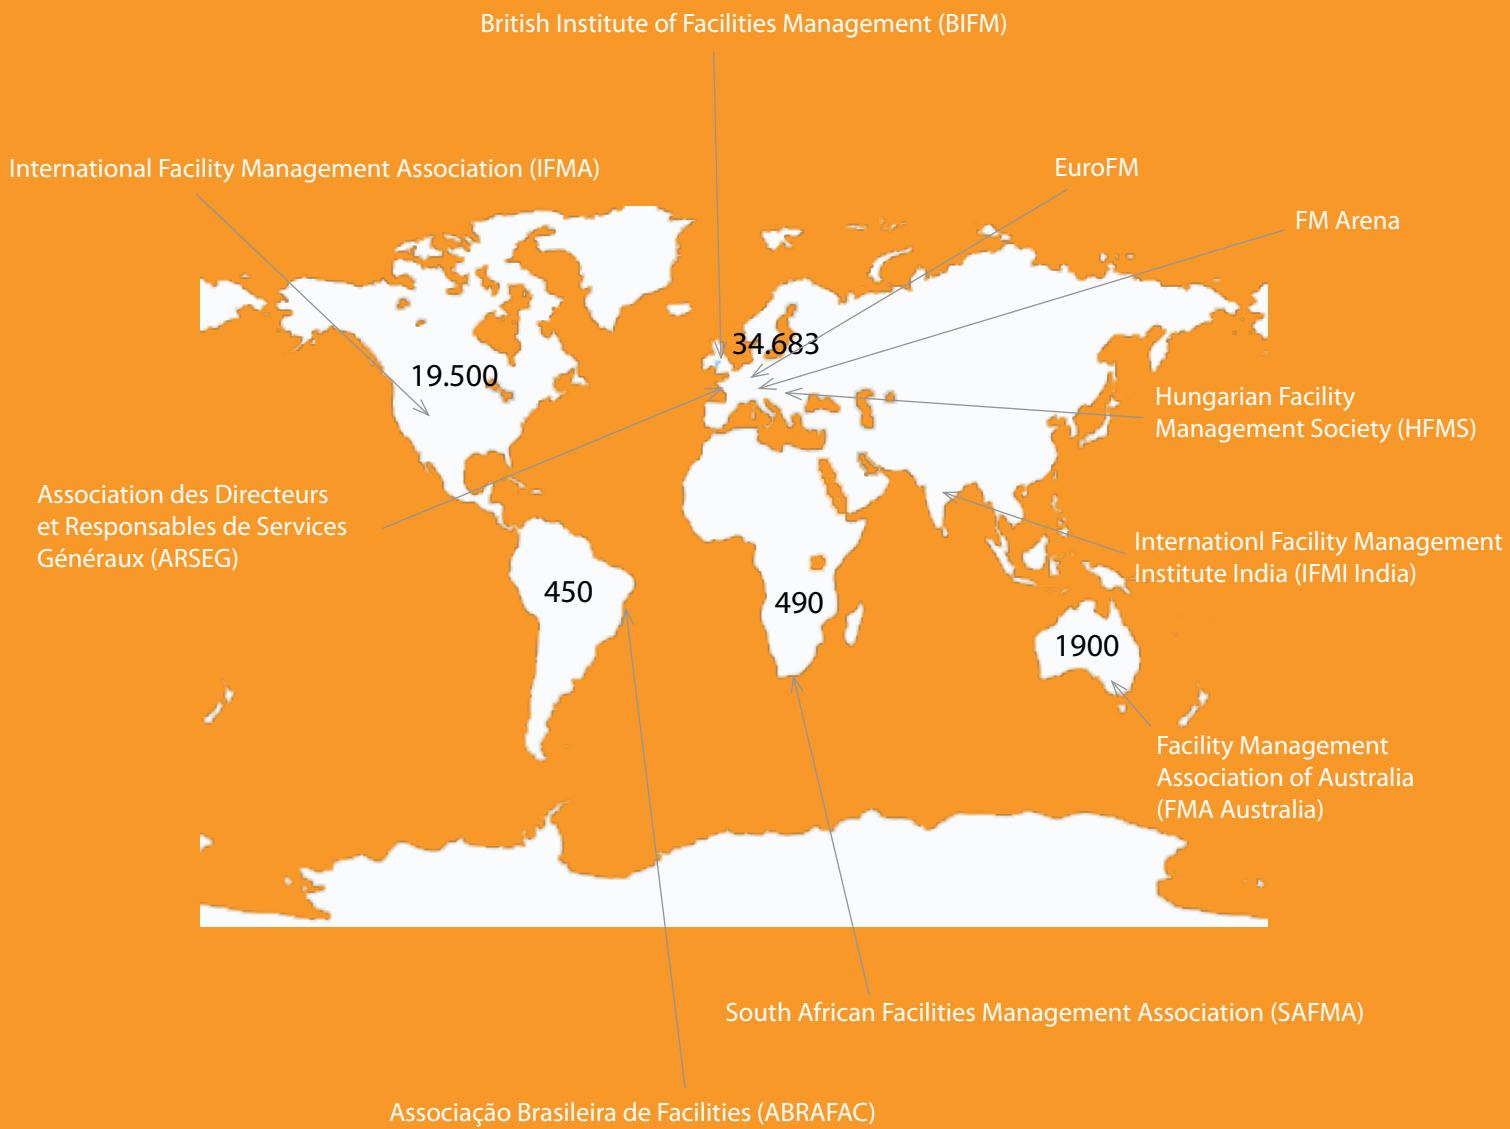 British Institute of Facilities Management (BIFM)
International Facility Management Association (IFMA)
EuroFM
FM Arena
34.683
19.500
Hungarian Facility
Management Society (HFMS)
Association des Directeurs
et Responsables de Services
Généraux (ARSEG)
Internationl Facility Management
Institute India (IFMI India)
450
490
1900
Facility Management
Association of Australia
(FMA Australia)
South African Facilities Management Association (SAFMA)
Associação Brasileira de Facilities (ABRAFAC)